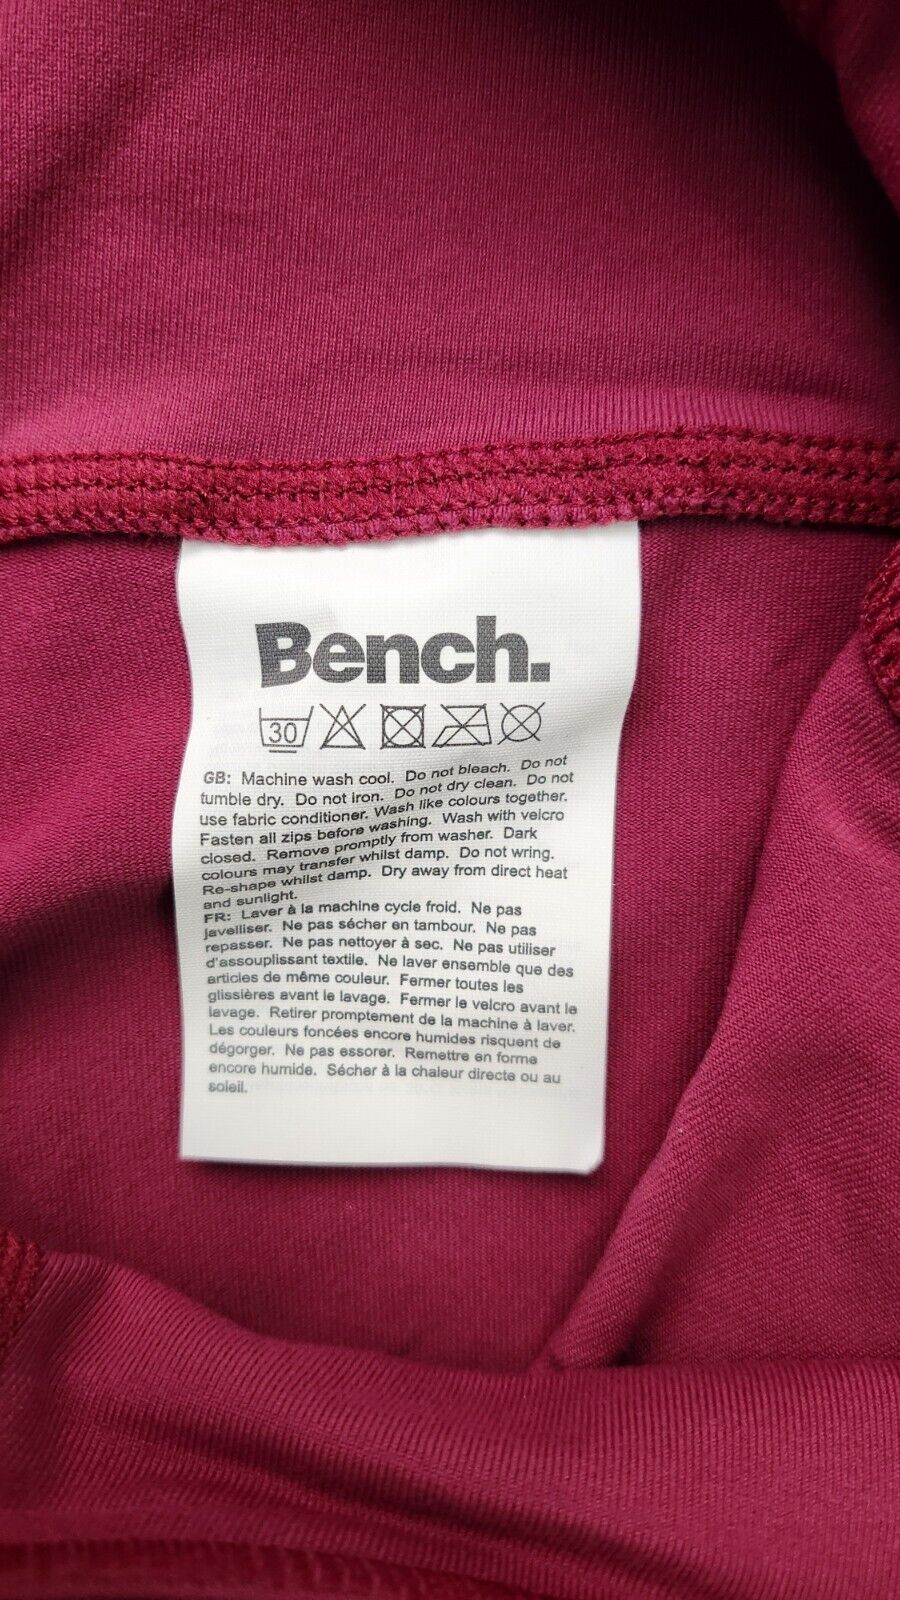 Bench.
30
GB: Machine wash cool. Do not bleach. Do not
tumble dry. Do not iron. Do not dry clean. Do not
use fabric conditioner. Wash like colours together.
Fasten all zips before washing. Wash with velcro
closed. Remove promptly from washer. Dark
colours may transfer whilst damp. Do not wring.
Re-shape whilst damp. Dry away from direct heat
and sunlight.
FR: Laver à la machine cycle froid. Ne pas
javelliser. Ne pas sécher en tambour. Ne pas
repasser. Ne pas nettoyer à sec. Ne pas utiliser
d'assouplissant textile. Ne laver ensemble que des
articles de même couleur. Fermer toutes les
glissières avant le lavage. Fermer le velcro avant le
lavage. Retirer promptement de la machine à laver.
Les couleurs foncées encore humides risquent de
dégorger. Ne pas essorer. Remettre en forme
encore humide. Sécher à la chaleur directe ou au
soleil.